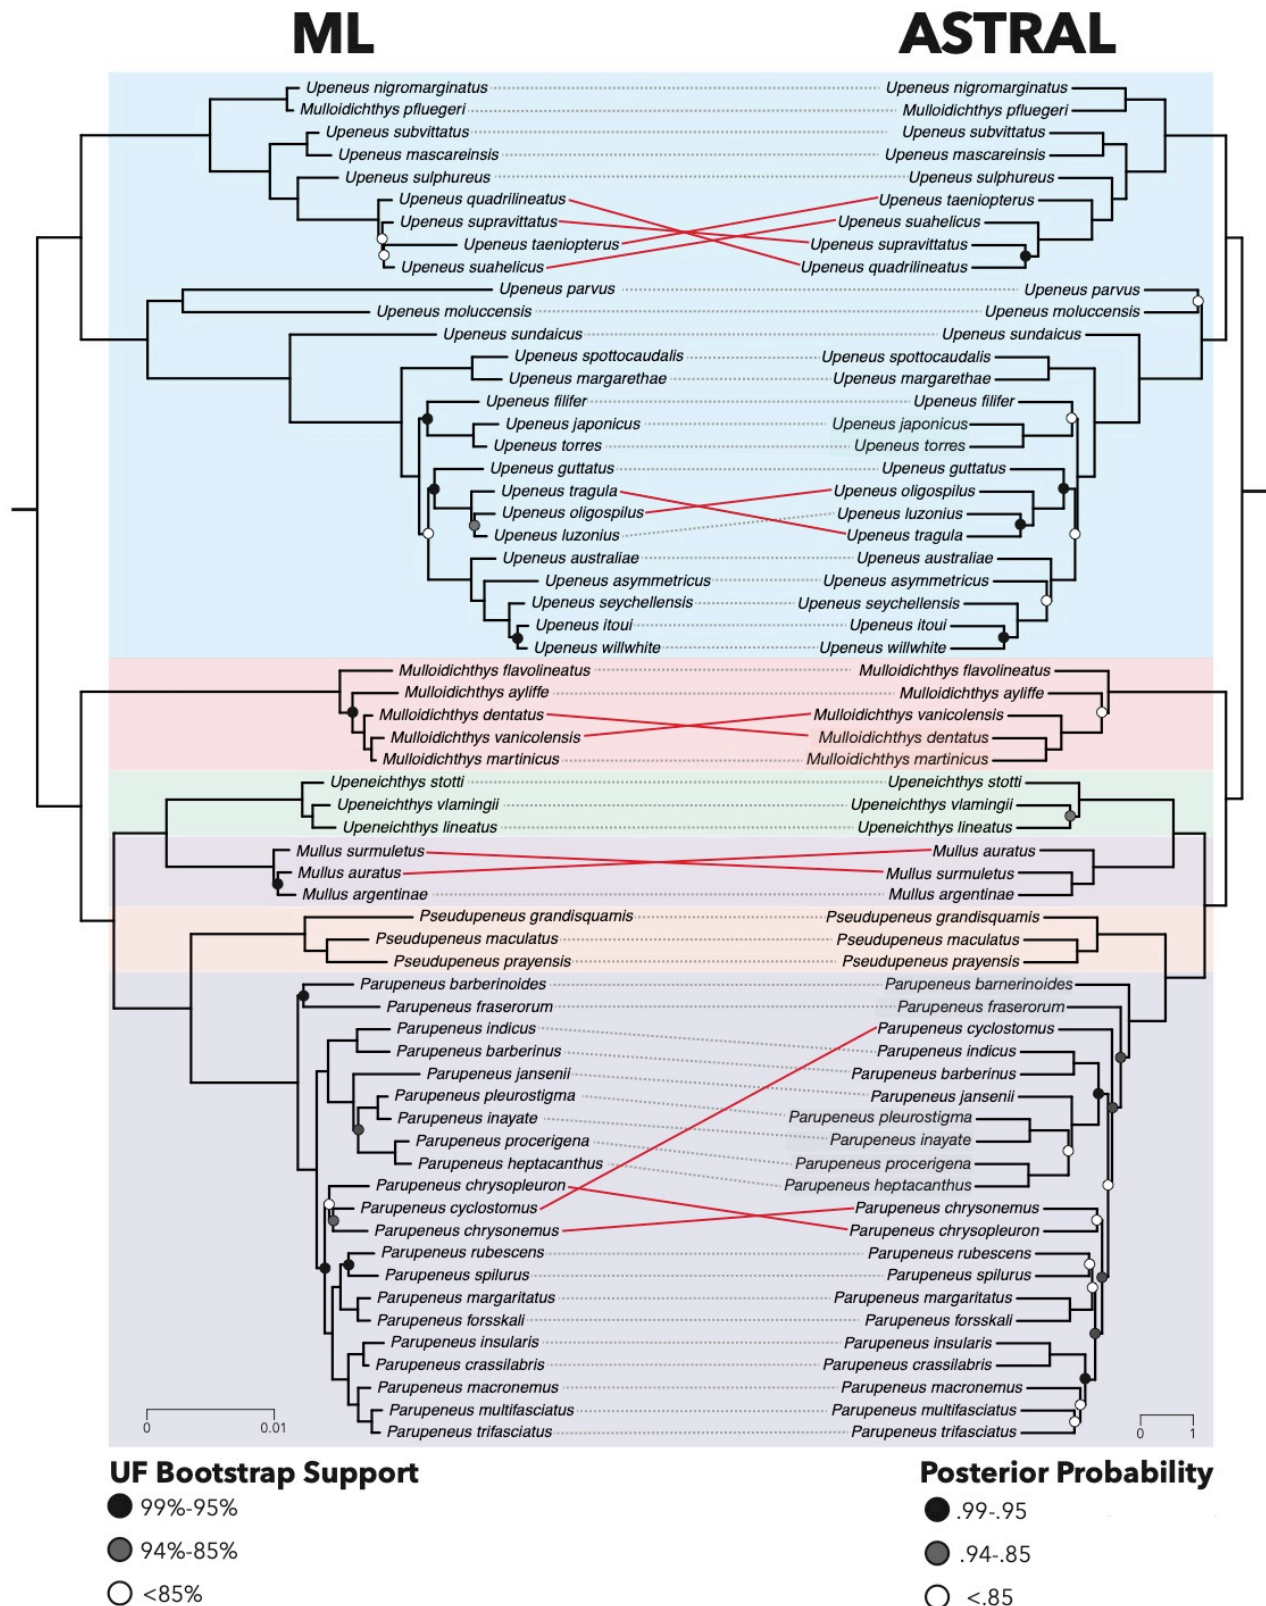 ML ASTRAL
Upeneus nigromarginatus Upeneus nigromarginatus
Mulloidichthys pfluegeri Mulloidichthys pfluegeri
Upeneus subvittatus Upeneus subvittatus
Upeneus mascareinsis Upeneus mascareinsis
Upeneus sulphureus Upeneus sulphureus
Upeneus quadrilineatus Upeneus taeniopterus
Upeneus supravittatus Upeneus suahelicus
Upeneus taeniopterus Upeneus supravittatus
Upeneus suahelicus Upeneus quadrilineatus
Upeneus parvus Upeneus parvus
Upeneus moluccensis Upeneus moluccensis
Upeneus sundaicus Upeneus sundaicus
Upeneus spottocaudalis Upeneus spottocaudalis
Upeneus margarethae Upeneus margarethae
Upeneus filifer Upeneus filifer
Upeneus japonicus Upeneus japonicus
Upeneus torres Upeneus torres
Upeneus guttatus Upeneus guttatus
Upeneus tragula Upeneus oligospilus
Upeneus oligospilus Upeneus luzonius
Upeneus luzonius Upeneus tragula
Upeneus australiae Upeneus australiae
Upeneus asymmetricus Upeneus asymmetricus
Upeneus seychellensis Upeneus seychellensis
Upeneus itoui Upeneus itoui
Upeneus willwhite Upeneus willwhite
Mulloidichthys flavolineatus Mulloidichthys flavolineatus
Mulloidichthys ayliffe Mulloidichthys ayliffe
Mulloidichthys dentatus Mulloidichthys vanicolensis
Mulloidichthys vanicolensis Mulloidichthys dentatus
Mulloidichthys martinicus Mulloidichthys martinicus
Upeneichthys stotti Upeneichthys stotti
Upeneichthys vlamingii Upeneichthys vlamingii
Upeneichthys lineatus Upeneichthys lineatus
Mullus surmuletus Mullus auratus
Mullus auratus Mullus surmuletus
Mullus argentinae Mullus argentinae
Pseudupeneus grandisquamis Pseudupeneus grandisquamis
Pseudupeneus maculatus Pseudupeneus maculatus
Pseudupeneus prayensis Pseudupeneus prayensis
Parupeneus barberinoides Parupeneus barnerinoides
Parupeneus fraserorum Parupeneus fraserorum
Parupeneus indicus Parupeneus cyclostomus
Parupeneus barberinus Parupeneus indicus
Parupeneus jansenii Parupeneus barberinus
Parupeneus pleurostigma Parupeneus jansenii
Parupeneus inayate Parupeneus pleurostigma
Parupeneus procerigena Parupeneus inayate
Parupeneus heptacanthus Parupeneus procerigena
Parupeneus chrysopleuron Parupeneus heptacanthus
Parupeneus cyclostomus Parupeneus chrysonemus
Parupeneus chrysonemus Parupeneus chrysopleuron
Parupeneus rubescens Parupeneus rubescens
Parupeneus spilurus Parupeneus spilurus
Parupeneus margaritatus Parupeneus margaritatus
Parupeneus forsskali Parupeneus forsskali
Parupeneus insularis Parupeneus insularis
Parupeneus crassilabris Parupeneus crassilabris
Parupeneus macronemus Parupeneus macronemus
Parupeneus multifasciatus Parupeneus multifasciatus
Parupeneus trifasciatus Parupeneus trifasciatus
0 0.01 0 1
UF Bootstrap Support Posterior Probability
99%-95% .99-.95
94%-85% .94-.85
<85% <.85